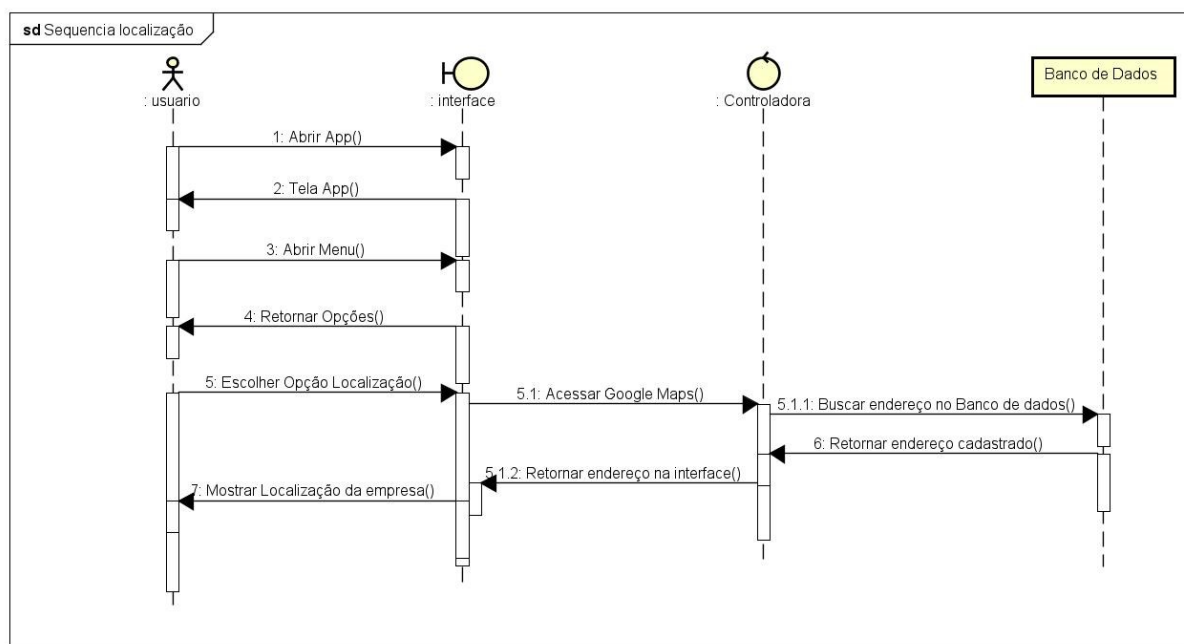 sd Sequencia localização
: usuario
: interface
: Controladora
Banco de Dados
1: Abrir App()
2: Tela App()
3: Abrir Menu()
4: Retornar Opções()
5: Escolher Opção Localização()
5.1: Acessar Google Maps()
5.1.1: Buscar endereço no Banco de dados()
6: Retornar endereço cadastrado()
5.1.2: Retornar endereço na interface()
7: Mostrar Localização da empresa()